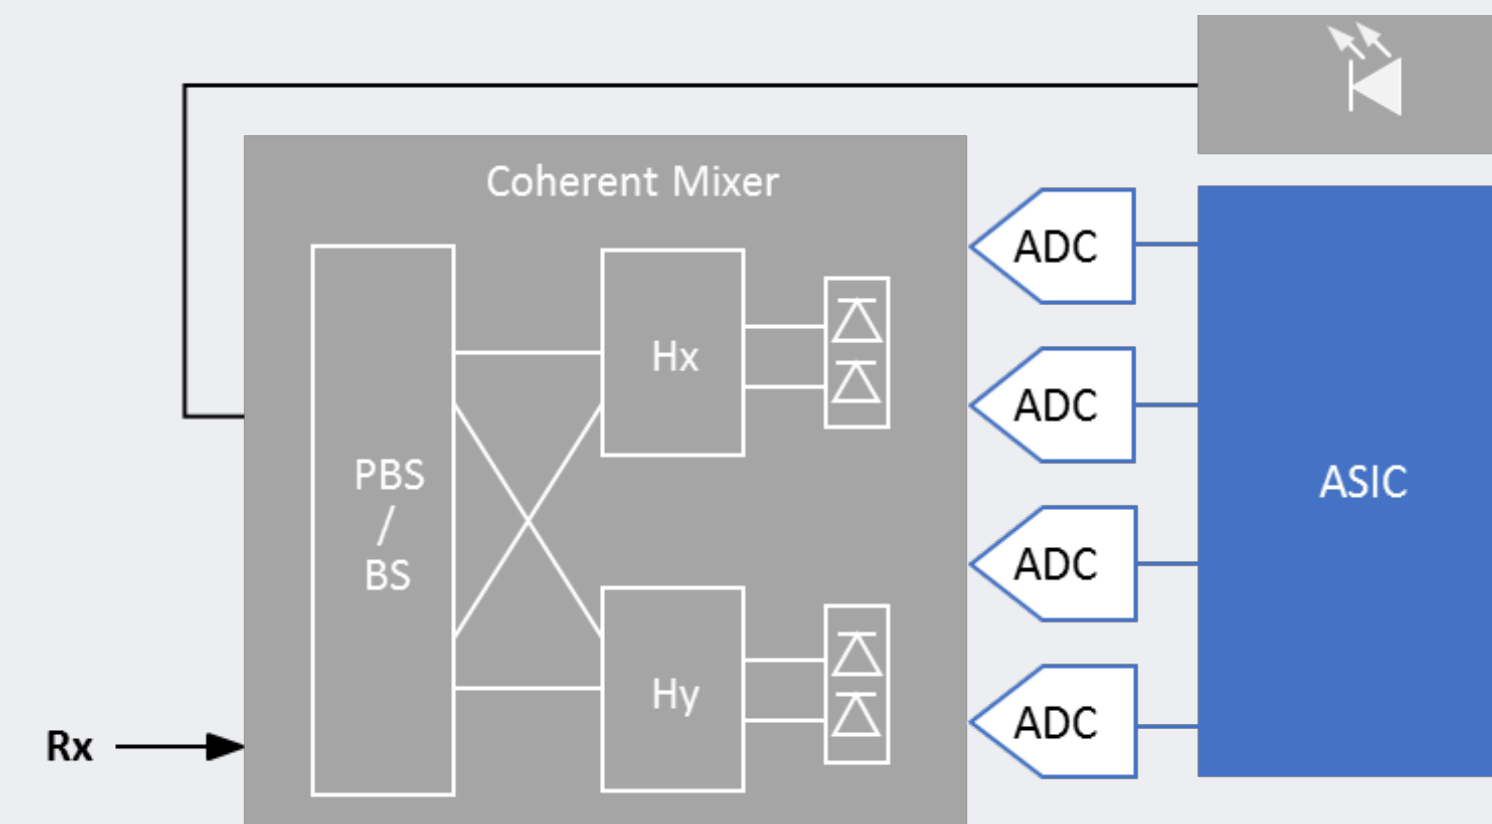 Coherent Mixer
ADC
Hx
ADC
PBS
/
BS
ASIC
ADC
Hy
ADC
Rx